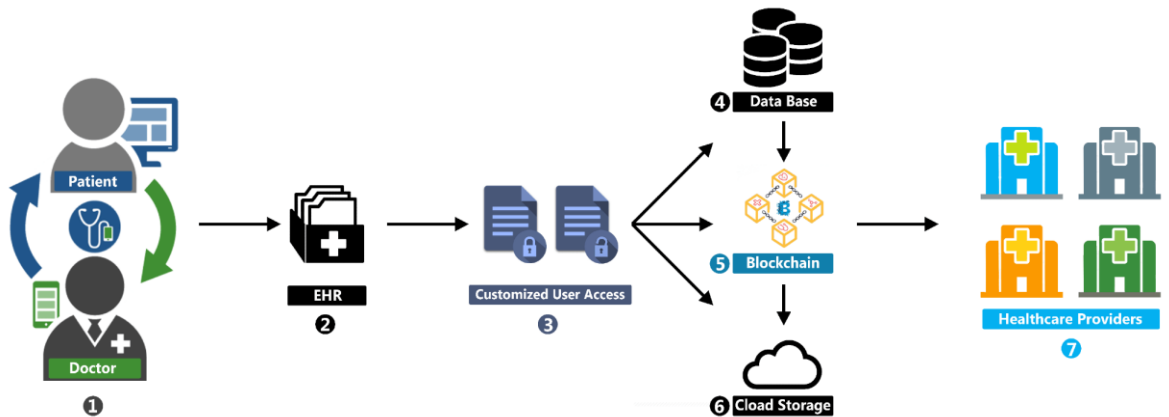 Patient
Doctor
1
EHR
2
Customized User Access
3
4 Data Base
5 Blockchain
6 Cload Storage
Healthcare Providers
7